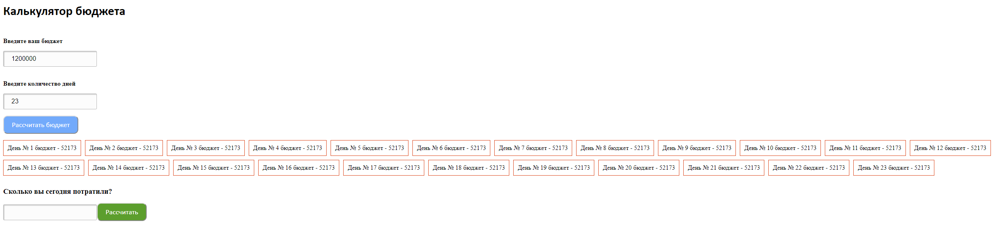 Калькулятор бюджета
Введите ваш бюджет
1200000
Введите количество дней
23
Рассчитать бюджет
День № 1 бюджет - 52173 День № 2 бюджет - 52173 День № 3 бюджет - 52173 День № 4 бюджет - 52173 День № 5 бюджет - 52173 День № 6 бюджет - 52173 День № 7 бюджет - 52173 День № 8 бюджет - 52173 День № 9 бюджет - 52173 День № 10 бюджет - 52173 День № 11 бюджет - 52173 День № 12 бюджет - 52173
День № 13 бюджет - 52173 День № 14 бюджет - 52173 День № 15 бюджет - 52173 День № 16 бюджет - 52173 День № 17 бюджет - 52173 День № 18 бюджет - 52173 День № 19 бюджет - 52173 День № 20 бюджет - 52173 День № 21 бюджет - 52173 День № 22 бюджет - 52173 День № 23 бюджет - 52173
Сколько вы сегодня потратили?
Рассчитать